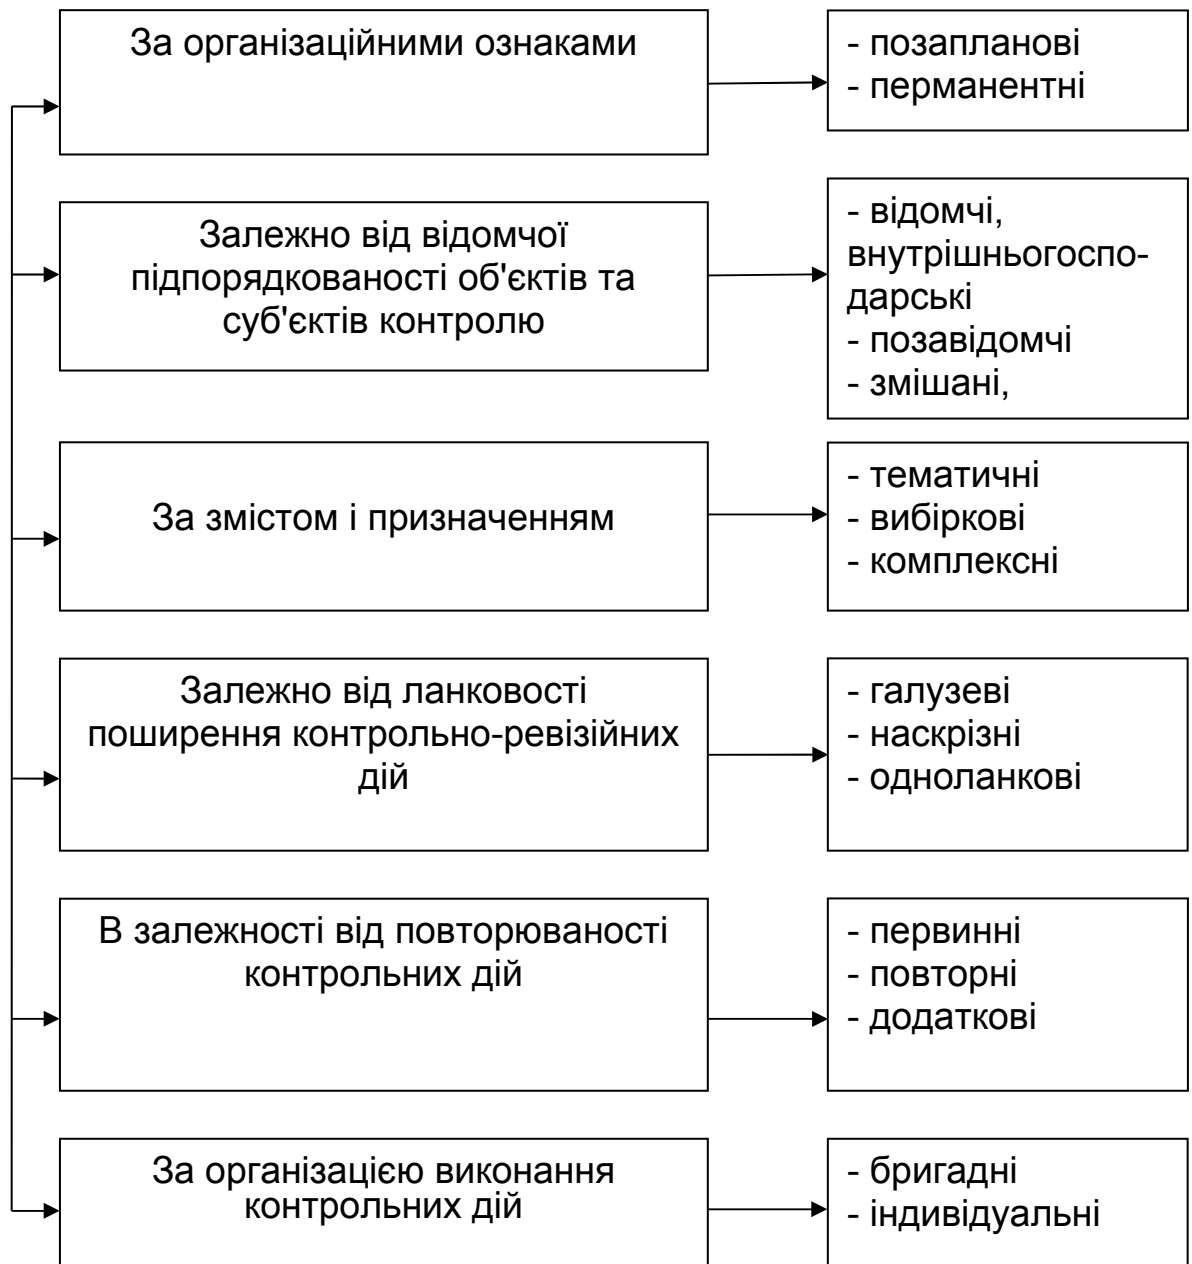 За організаційними ознаками
- позапланові
- перманентні
Залежно від відомчої
підпорядкованості об'єктів та
суб'єктів контролю
- відомчі,
внутрішньогоспо-
дарські
- позавідомчі
- змішані,
За змістом і призначенням
- тематичні
- вибіркові
- комплексні
Залежно від ланковості
поширення контрольно-ревізійних
дій
- галузеві
- наскрізні
- одноланкові
В залежності від повторюваності
контрольних дій
- первинні
- повторні
- додаткові
За організацією виконання
контрольних дій
- бригадні
- індивідуальні